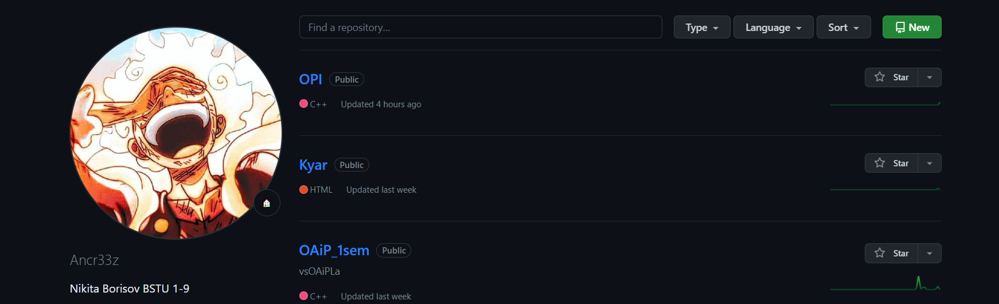 Find a repository...
Type
Language
Sort
New
OPI Public
Star
C++ Updated 4 hours ago
Kyar Public
Star
HTML Updated last week
OAiP_1sem Public
Star
vsOAiPLa
C++ Updated last week
Ancr33z
Nikita Borisov BSTU 1-9